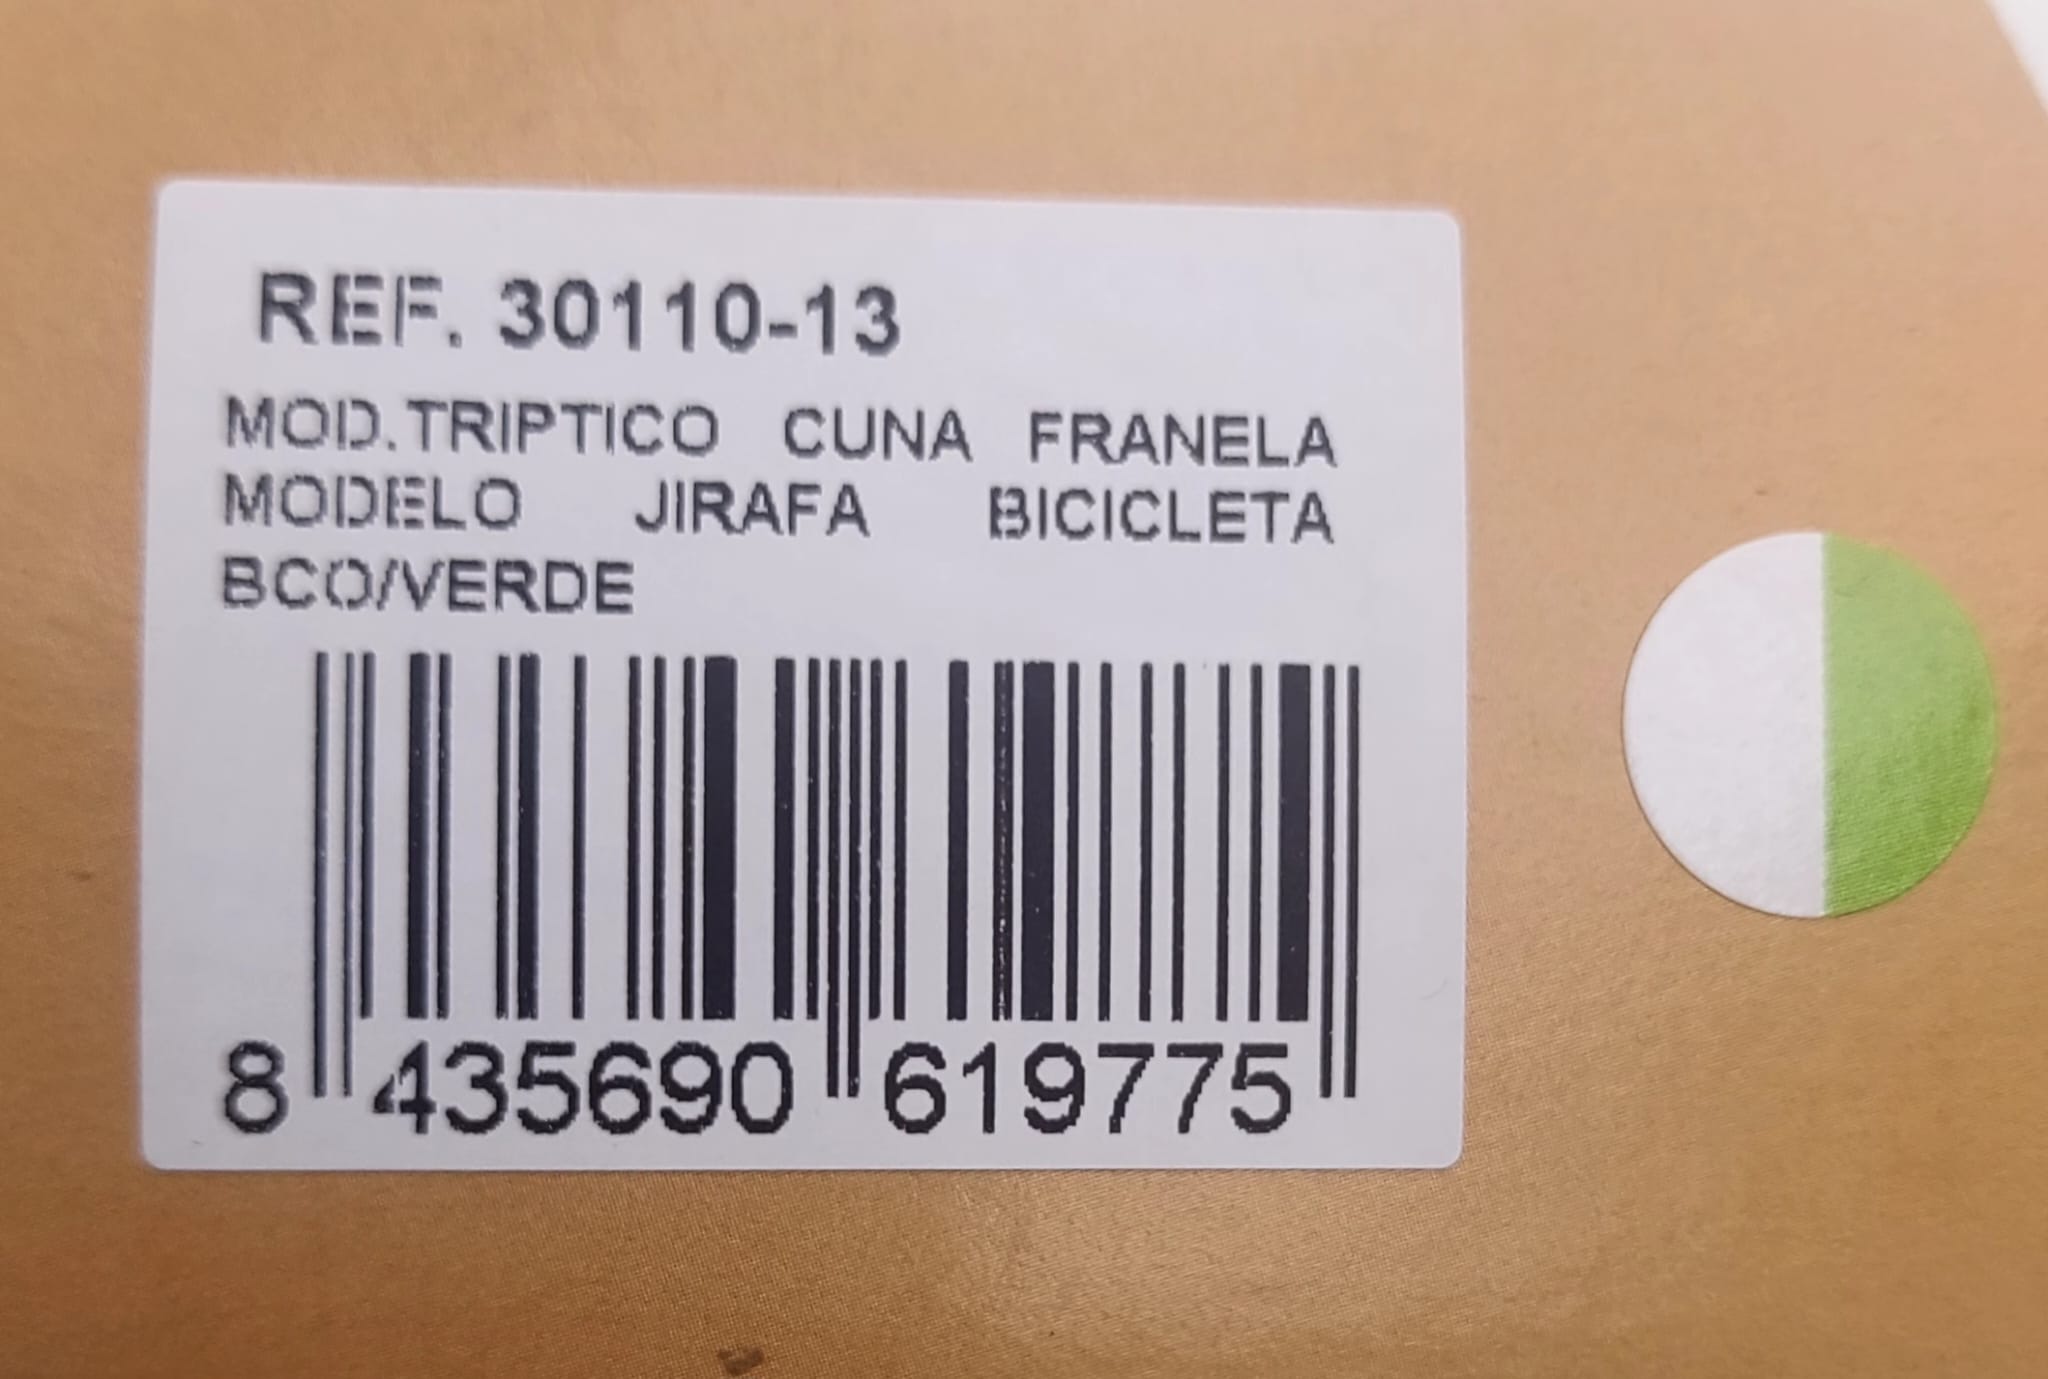 REF. 30110-13
MOD.TRIPTICO CUNA FRANELA
MODELO JIRAFA BICICLETA
BCO/VERDE
8 435690 619775